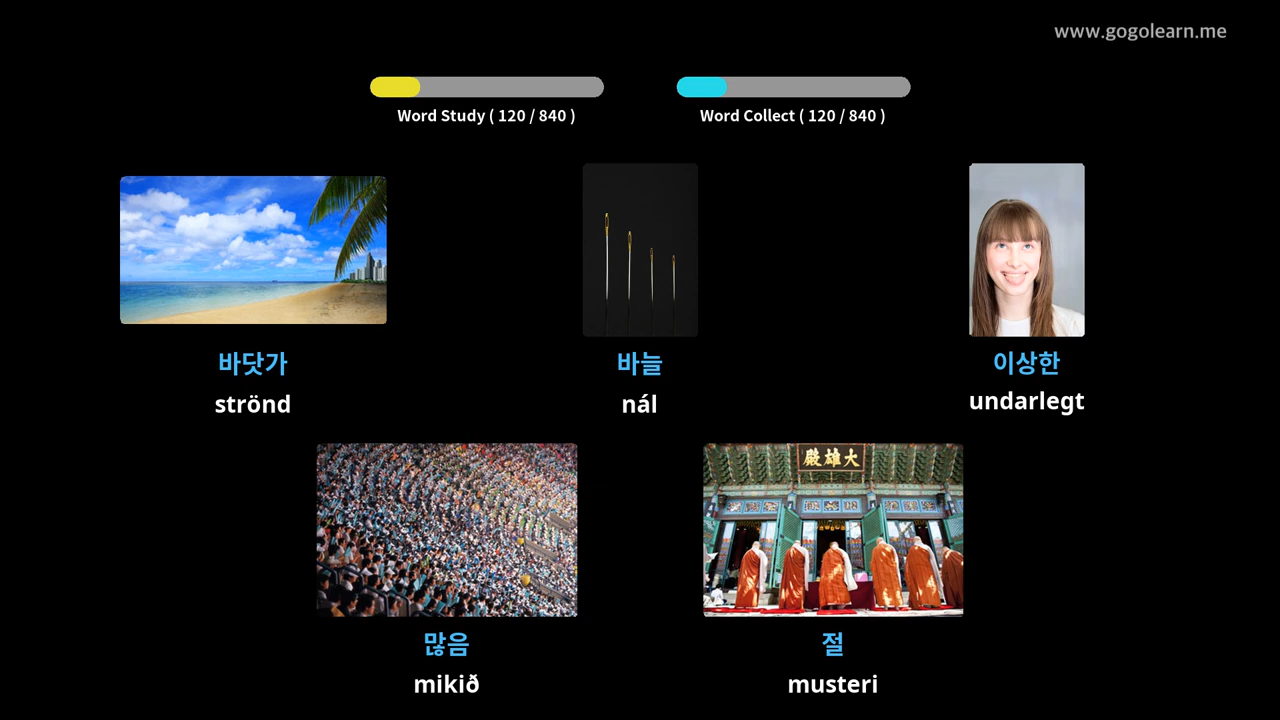 www.gogolearn.me
Word Study ( 120 / 840 )
Word Collect ( 120 / 840 )
바닷가
strönd
바늘
nál
이상한
undarlegt
殿雄大
많음
mikið
절
musteri